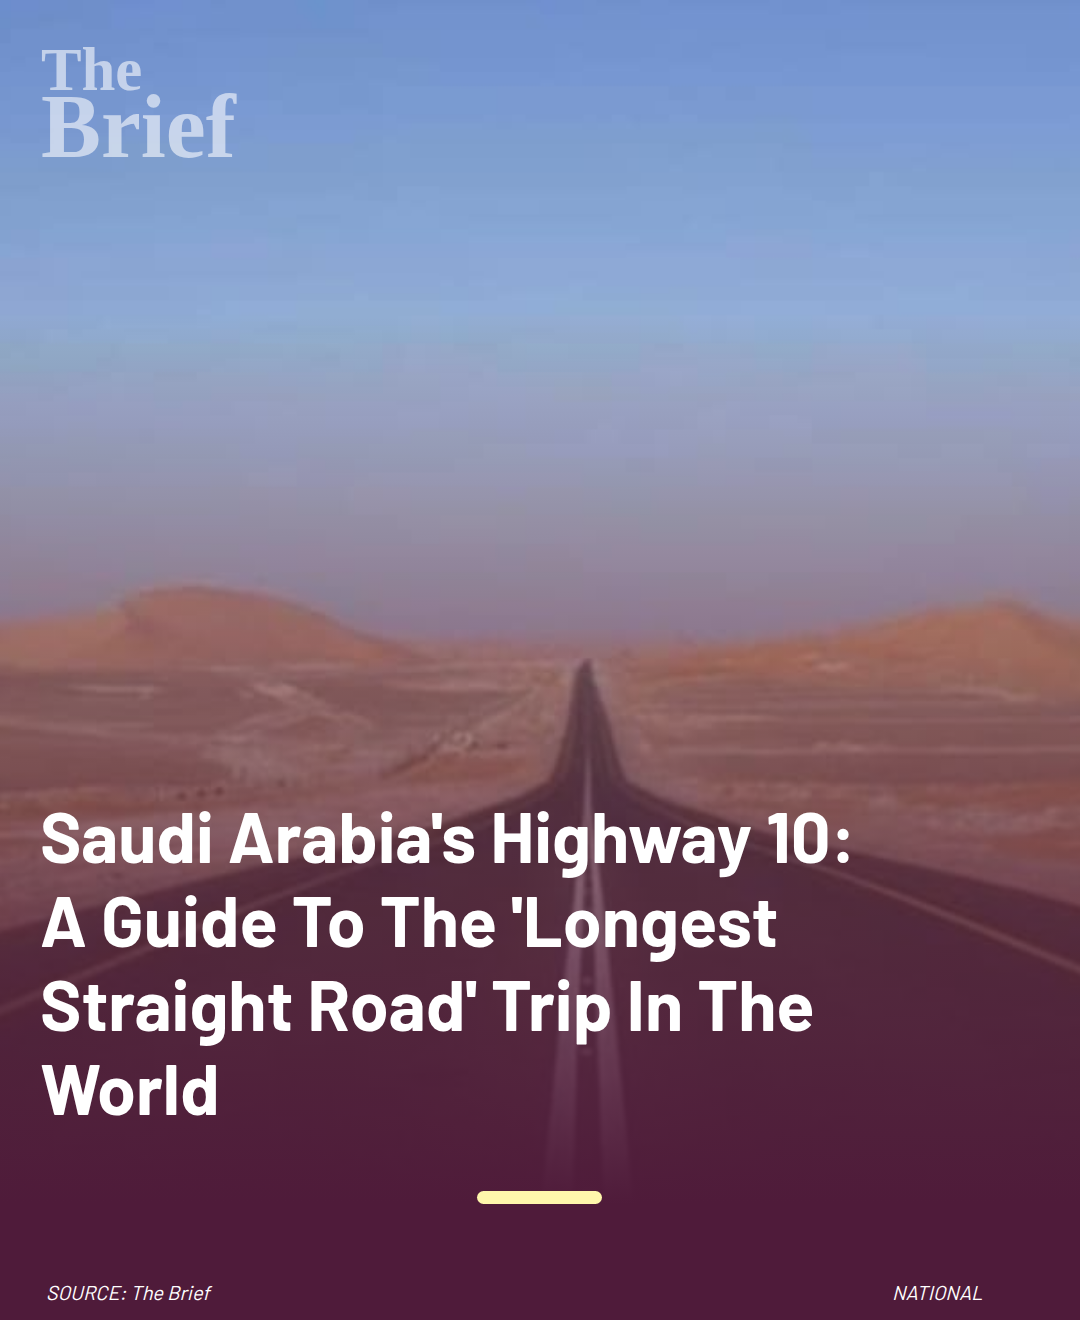 The
Brief
Saudi Arabia's Highway 10:
A Guide To The 'Longest
Straight Road' Trip In The
World
SOURCE: The Brief
NATIONAL